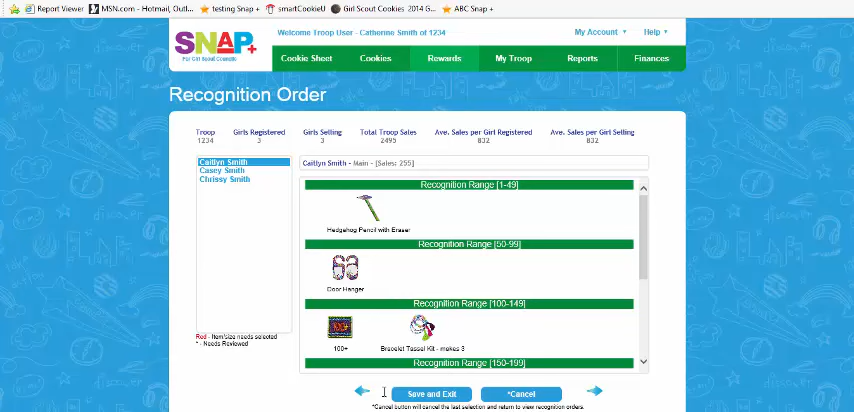 Report Viewer MSN.com - Hotmail, Outl... testing Snap + smartCookieU Girl Scout Cookies 2014 G... ABC Snap +
SNAP+
For Girl Scout Councils
Welcome Troop User - Catherine Smith of 1234
My Account Help
Cookie Sheet Cookies Rewards My Troop Reports Finances
Recognition Order
Troop Girls Registered Girls Selling Total Troop Sales Ave. Sales per Girl Registered Ave. Sales per Girl Selling
1234 3 3 2495 832 832
Caitlyn Smith
Casey Smith
Chrissy Smith
Red - Item/size needs selected
* - Needs Reviewed
Caitlyn Smith - Main - [Sales: 255]
Recognition Range [1-49]
Hedgehog Pencil with Eraser
Recognition Range [50-99]
Door Hanger
Recognition Range [100-149]
100+ Bracelet Tassel Kit - makes 3
Recognition Range [150-199]
Save and Exit *Cancel
*Cancel button will cancel the last selection and return to view recognition orders.